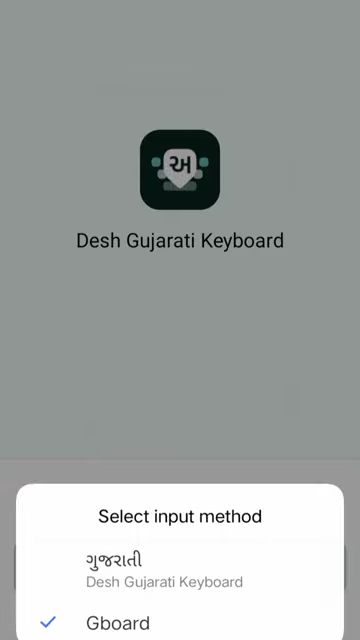 અ
Desh Gujarati Keyboard
Select input method
ગુજરાતી
Desh Gujarati Keyboard
Gboard